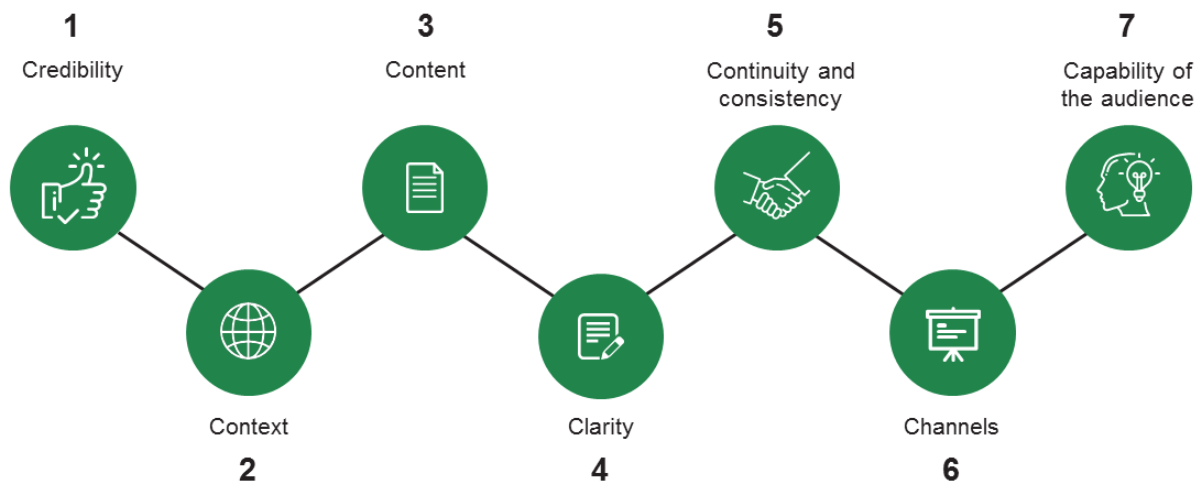 1
Credibility
2
Context
3
Content
4
Clarity
5
Continuity and
consistency
6
Channels
7
Capability of
the audience